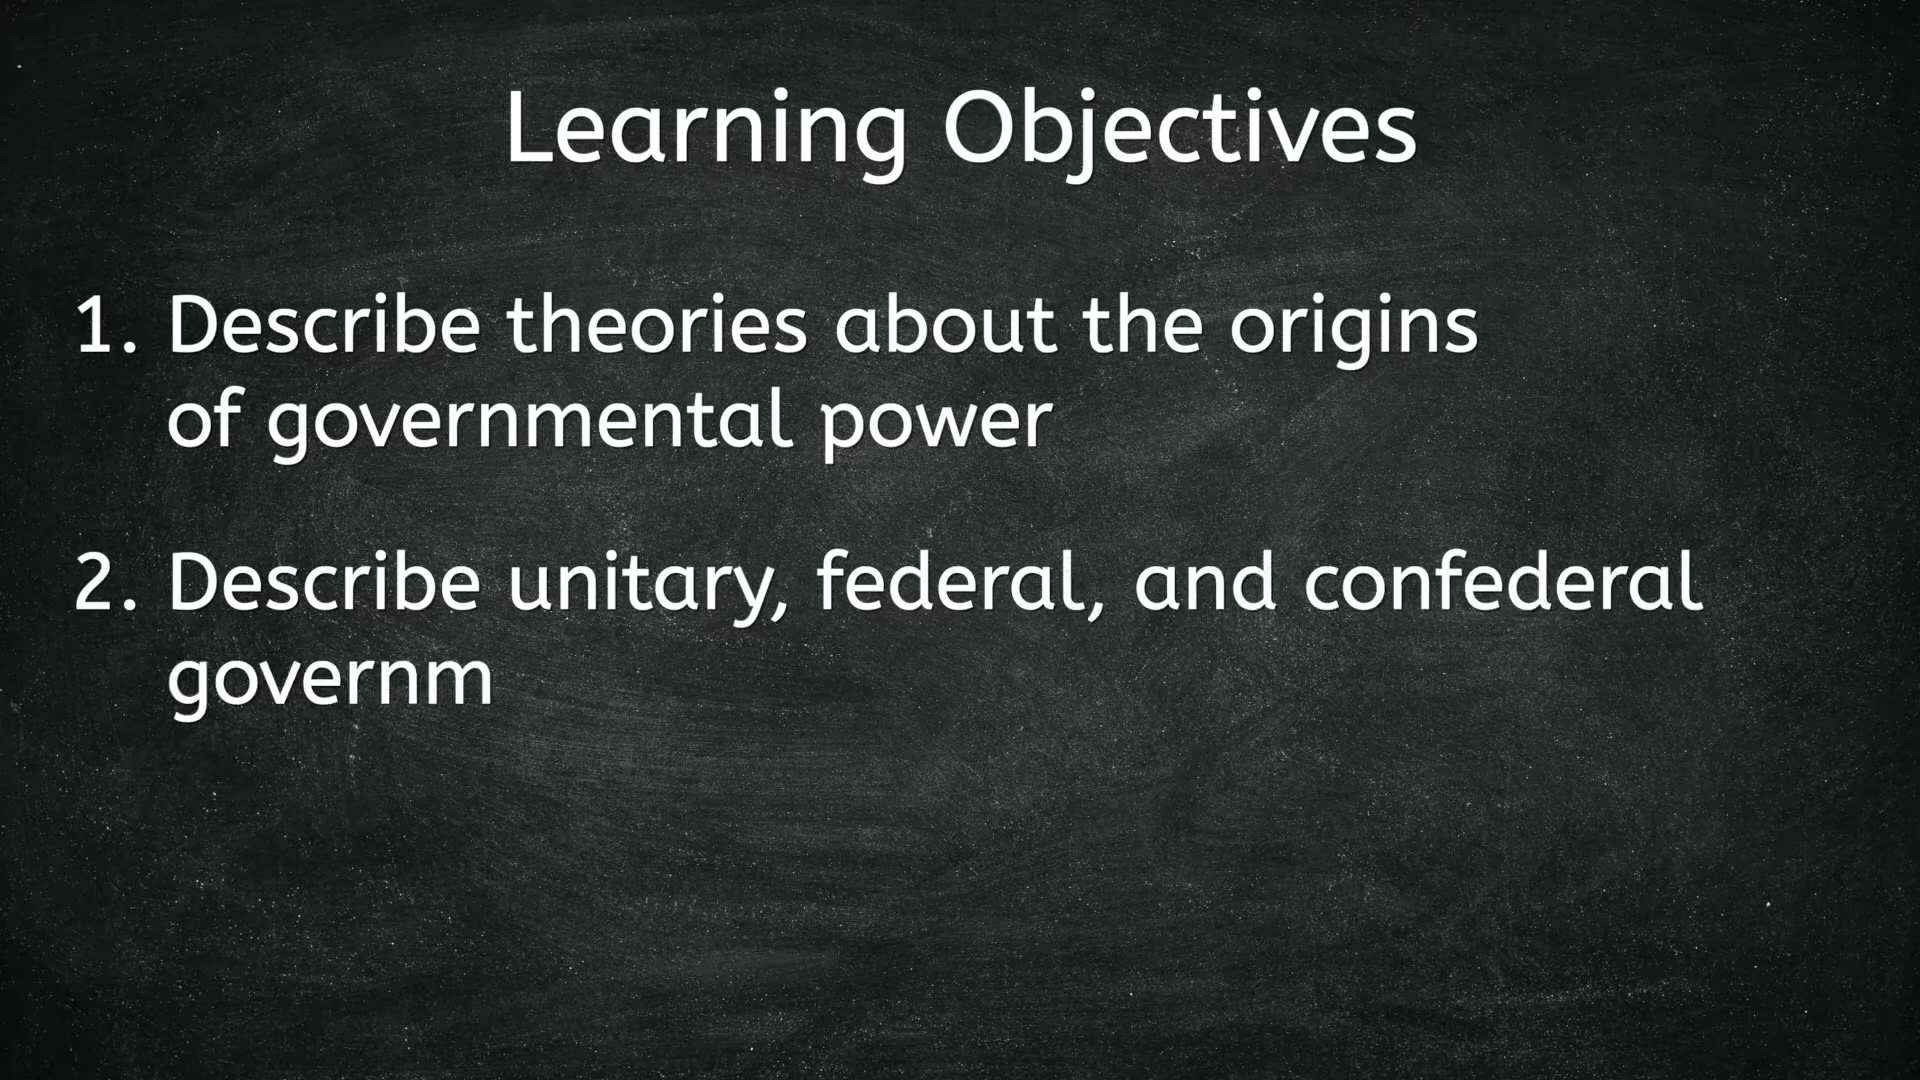 Learning Objectives
1. Describe theories about the origins
of governmental power
2. Describe unitary, federal, and confederal
governm